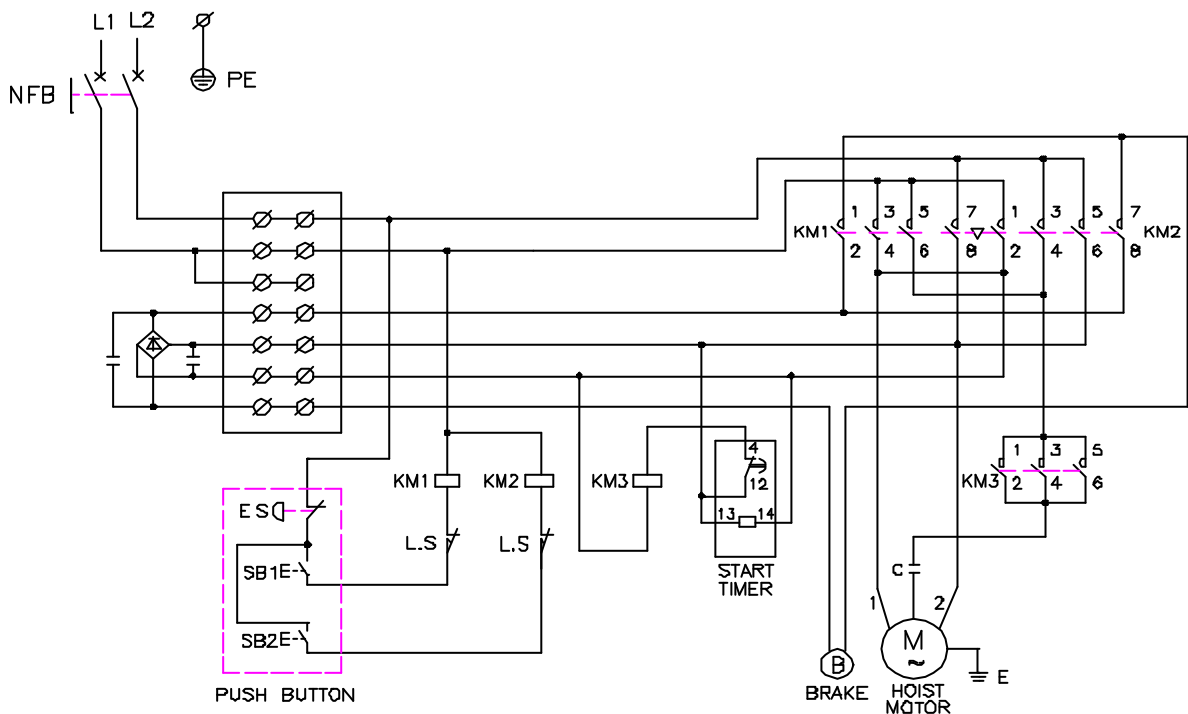 L1 L2
PE
NFB
1 3 5 7 1 3 5 7
KM1 KM2
2 4 6 8 2 4 6 8
4
1 3 5
KM1 KM2 KM3
KM3
12
2 4 6
ES
13 14
L.S L.S
SB1E
START
TIMER
C
1 2
SB2E
M
~
B
E
PUSH BUTTON
BRAKE
HOIST
MOTOR